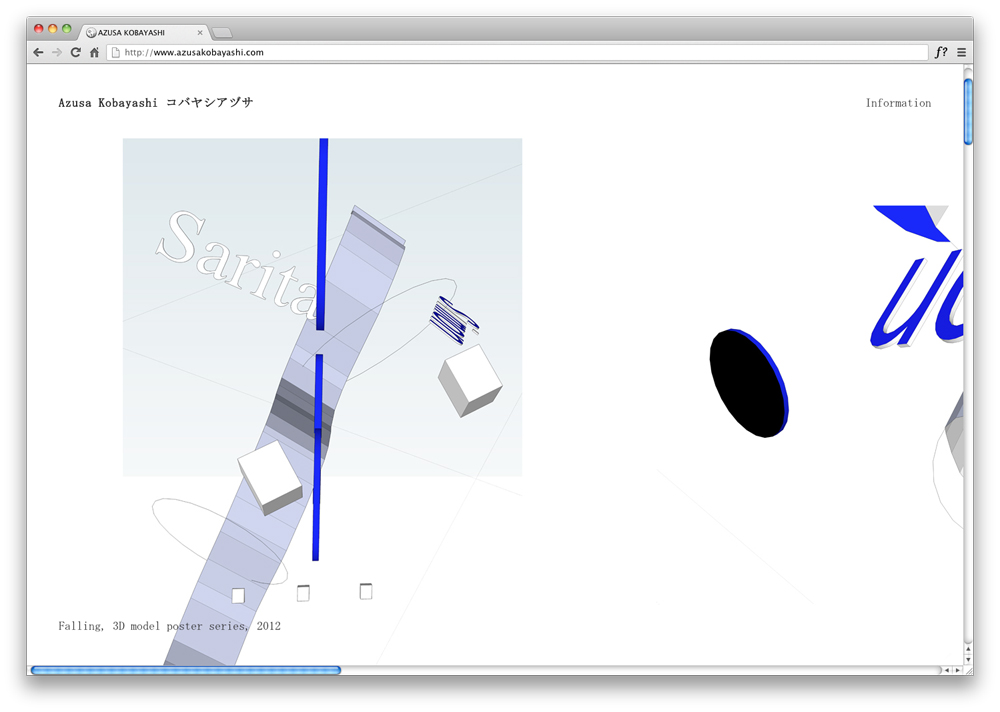 AZUSA KOBAYASHI
http://www.azusakobayashi.com
f?
Azusa Kobayashi コバヤシアヅサ
Information
Sarita
Falling, 3D model poster series, 2012